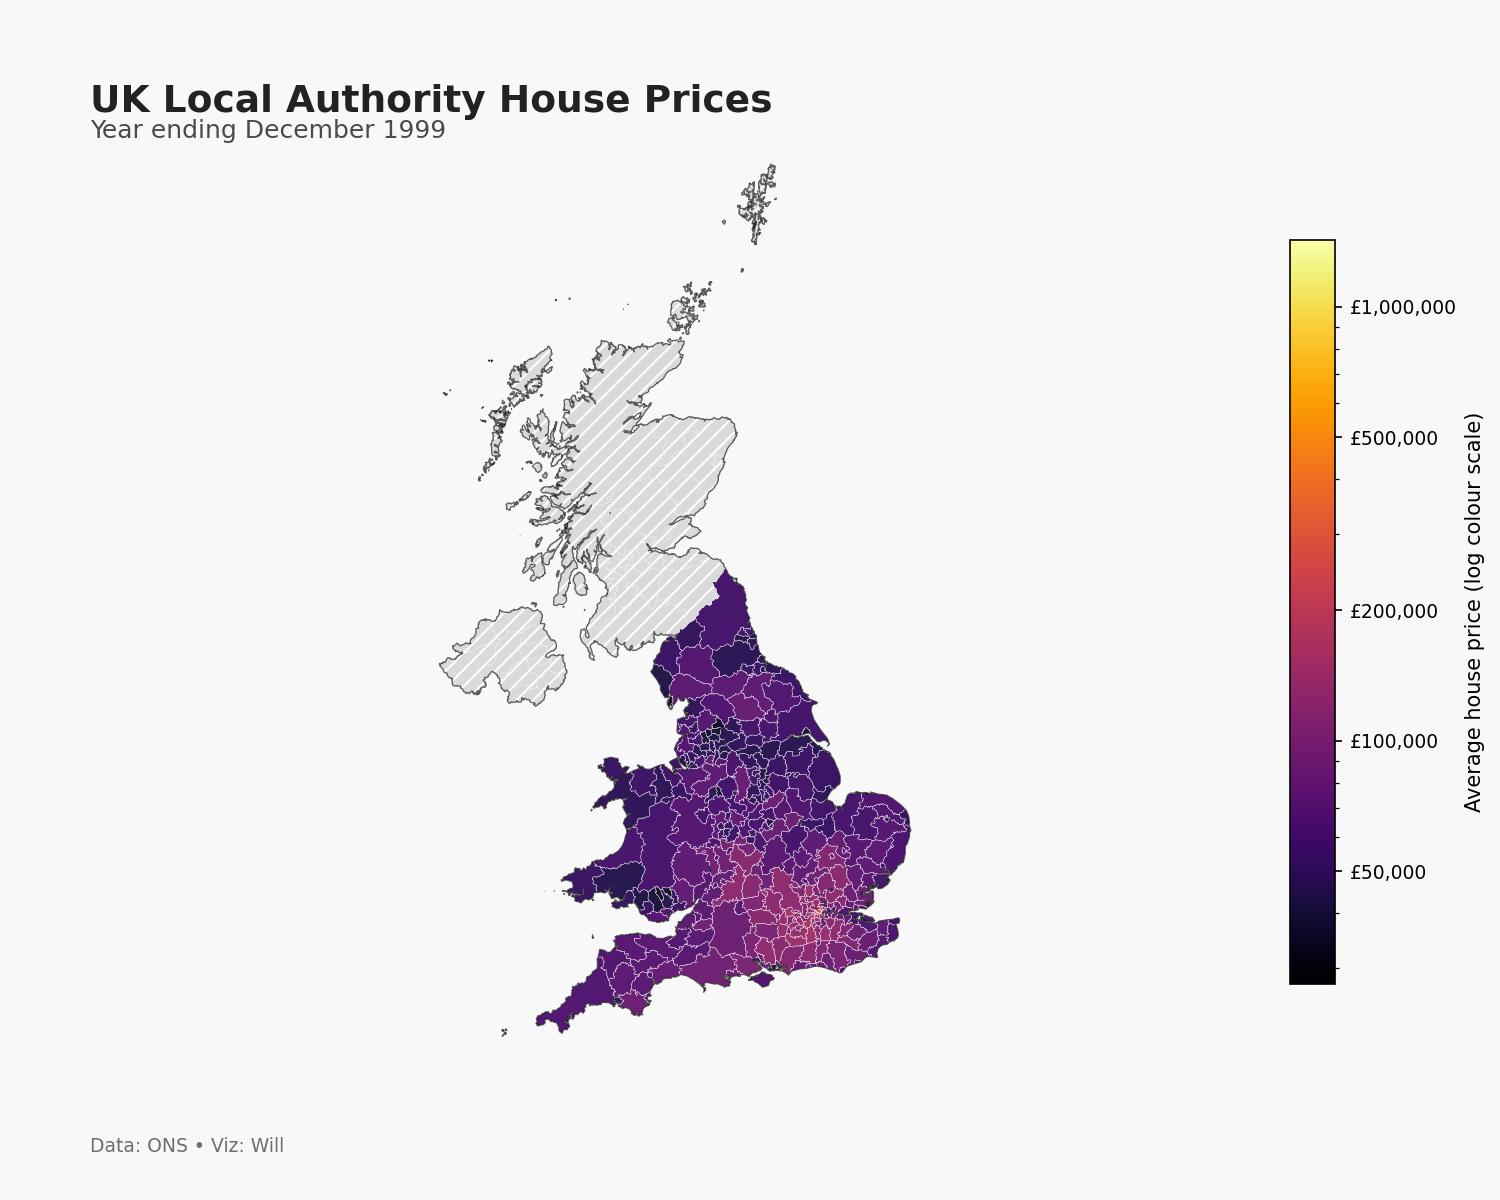 UK Local Authority House Prices
Year ending December 1999
£1,000,000
£500,000
£200,000
£100,000
£50,000
Average house price (log colour scale)
Data: ONS • Viz: Will